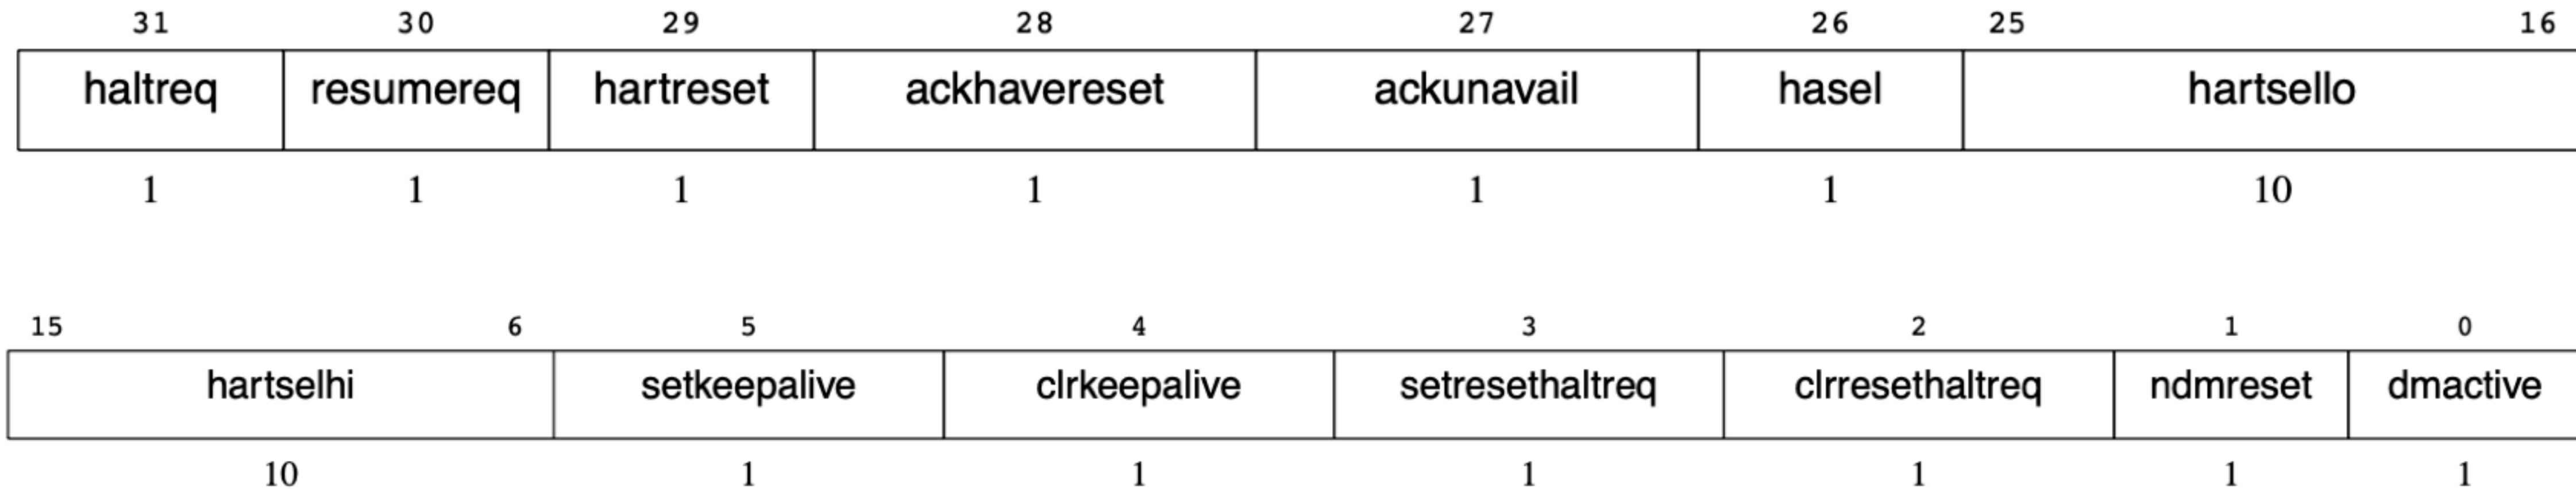 31 30 29 28 27 26 25 16
haltreq resumereq hartreset ackhavereset ackunavail hasel hartsello
1 1 1 1 1 1 10
15 6 5 4 3 2 1 0
hartselhi setkeepalive clrkeepalive setresethaltreq clrresethaltreq ndmreset dmactive
10 1 1 1 1 1 1